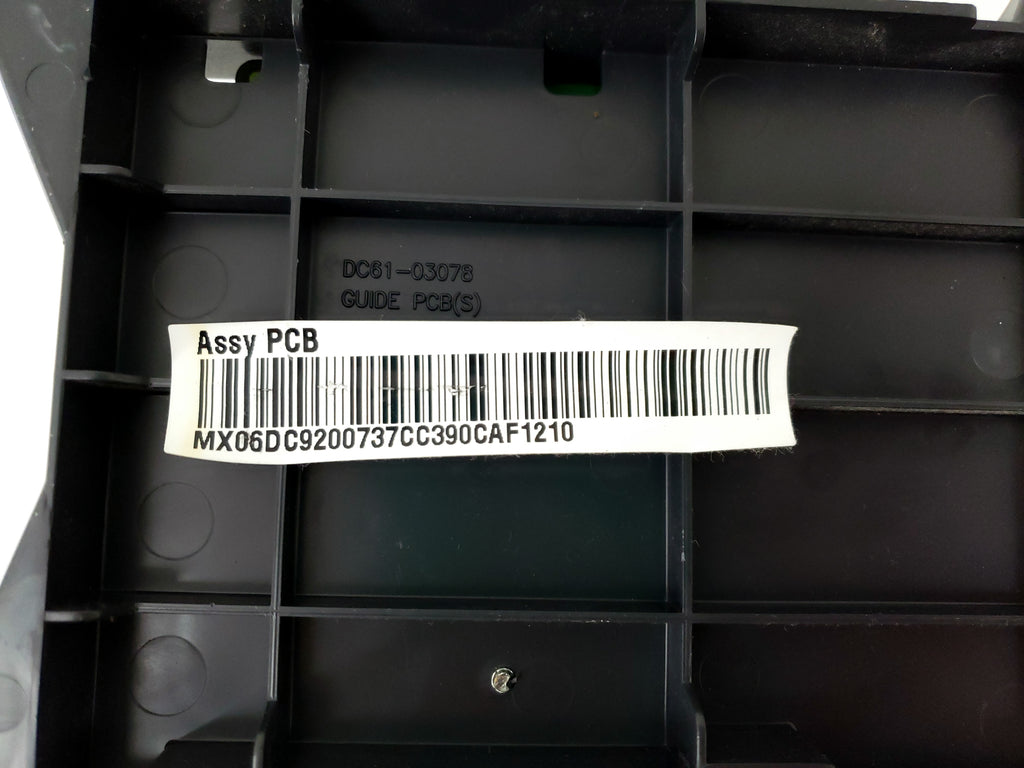 DC61-03078
GUIDE PCB(S)
Assy PCB
MX06DC9200737CC390CAF1210